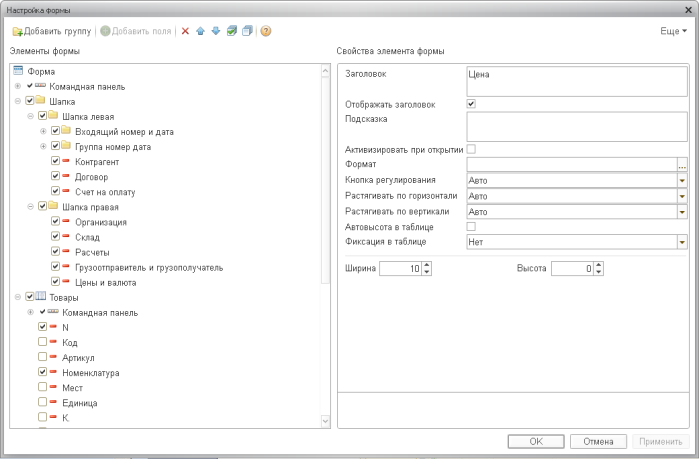 Настройка формы
Добавить группу Добавить поля Еще
Элементы формы
Форма
Командная панель
Шапка
Шапка левая
Входящий номер и дата
Группа номер дата
Контрагент
Договор
Счет на оплату
Шапка правая
Организация
Склад
Расчеты
Грузоотправитель и грузополучатель
Цены и валюта
Товары
Командная панель
N
Код
Артикул
Номенклатура
Мест
Единица
К.
Свойства элемента формы
Заголовок Цена
Отображать заголовок
Подсказка
Активизировать при открытии
Формат ...
Кнопка регулирования Авто
Растягивать по горизонтали Авто
Растягивать по вертикали Авто
Автовысота в таблице
Фиксация в таблице Нет
Ширина 10 Высота 0
OK Отмена Применить